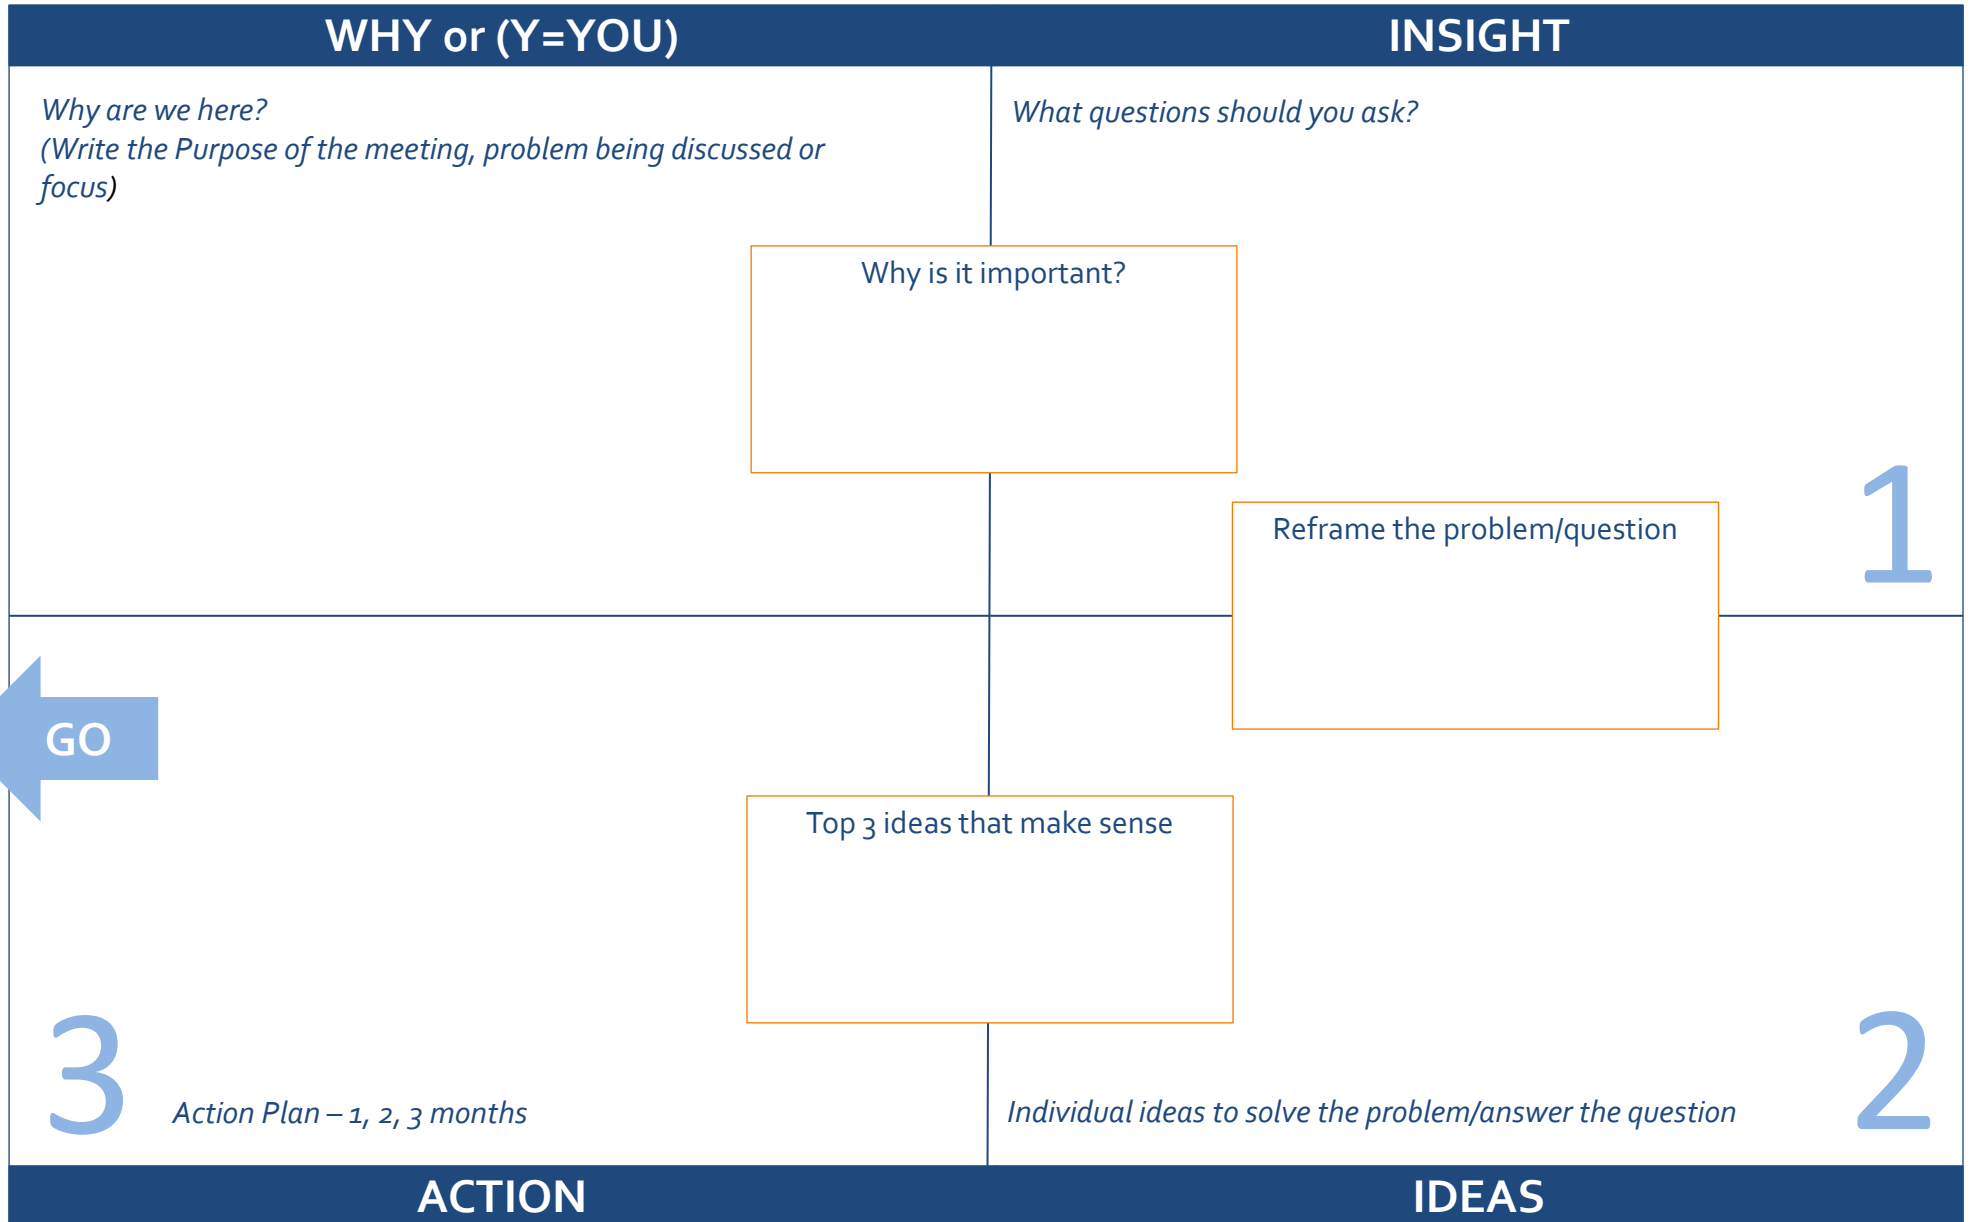 WHY or (Y=YOU)
INSIGHT
Why are we here?
(Write the Purpose of the meeting, problem being discussed or
focus)
What questions should you ask?
Why is it important?
1
Reframe the problem/question
GO
Top 3 ideas that make sense
3
Action Plan – 1, 2, 3 months
Individual ideas to solve the problem/answer the question
2
ACTION
IDEAS